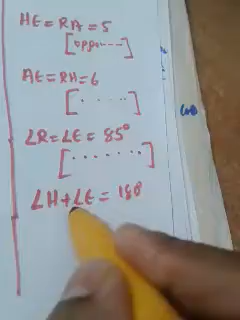 HE = RA = 5
[oppo----]
AE = RH = 6
[.......]
∠R = ∠E = 85°
[.......]
∠H + ∠E = 180